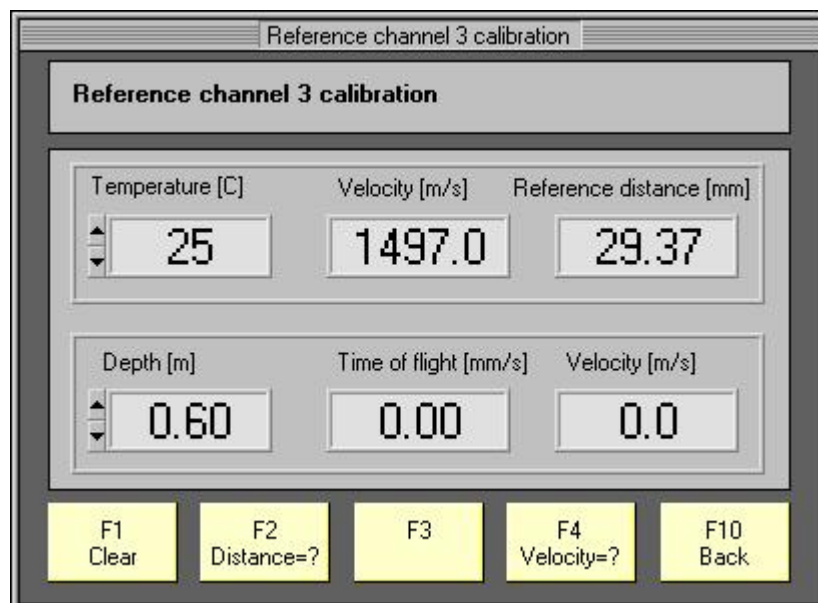 Reference channel 3 calibration
Reference channel 3 calibration
Temperature [C] Velocity [m/s] Reference distance [mm]
25 1497.0 29.37
Depth [m] Time of flight [mm/s] Velocity [m/s]
0.60 0.00 0.0
F1 F2 F3 F4 F10
Clear Distance=? Velocity=? Back